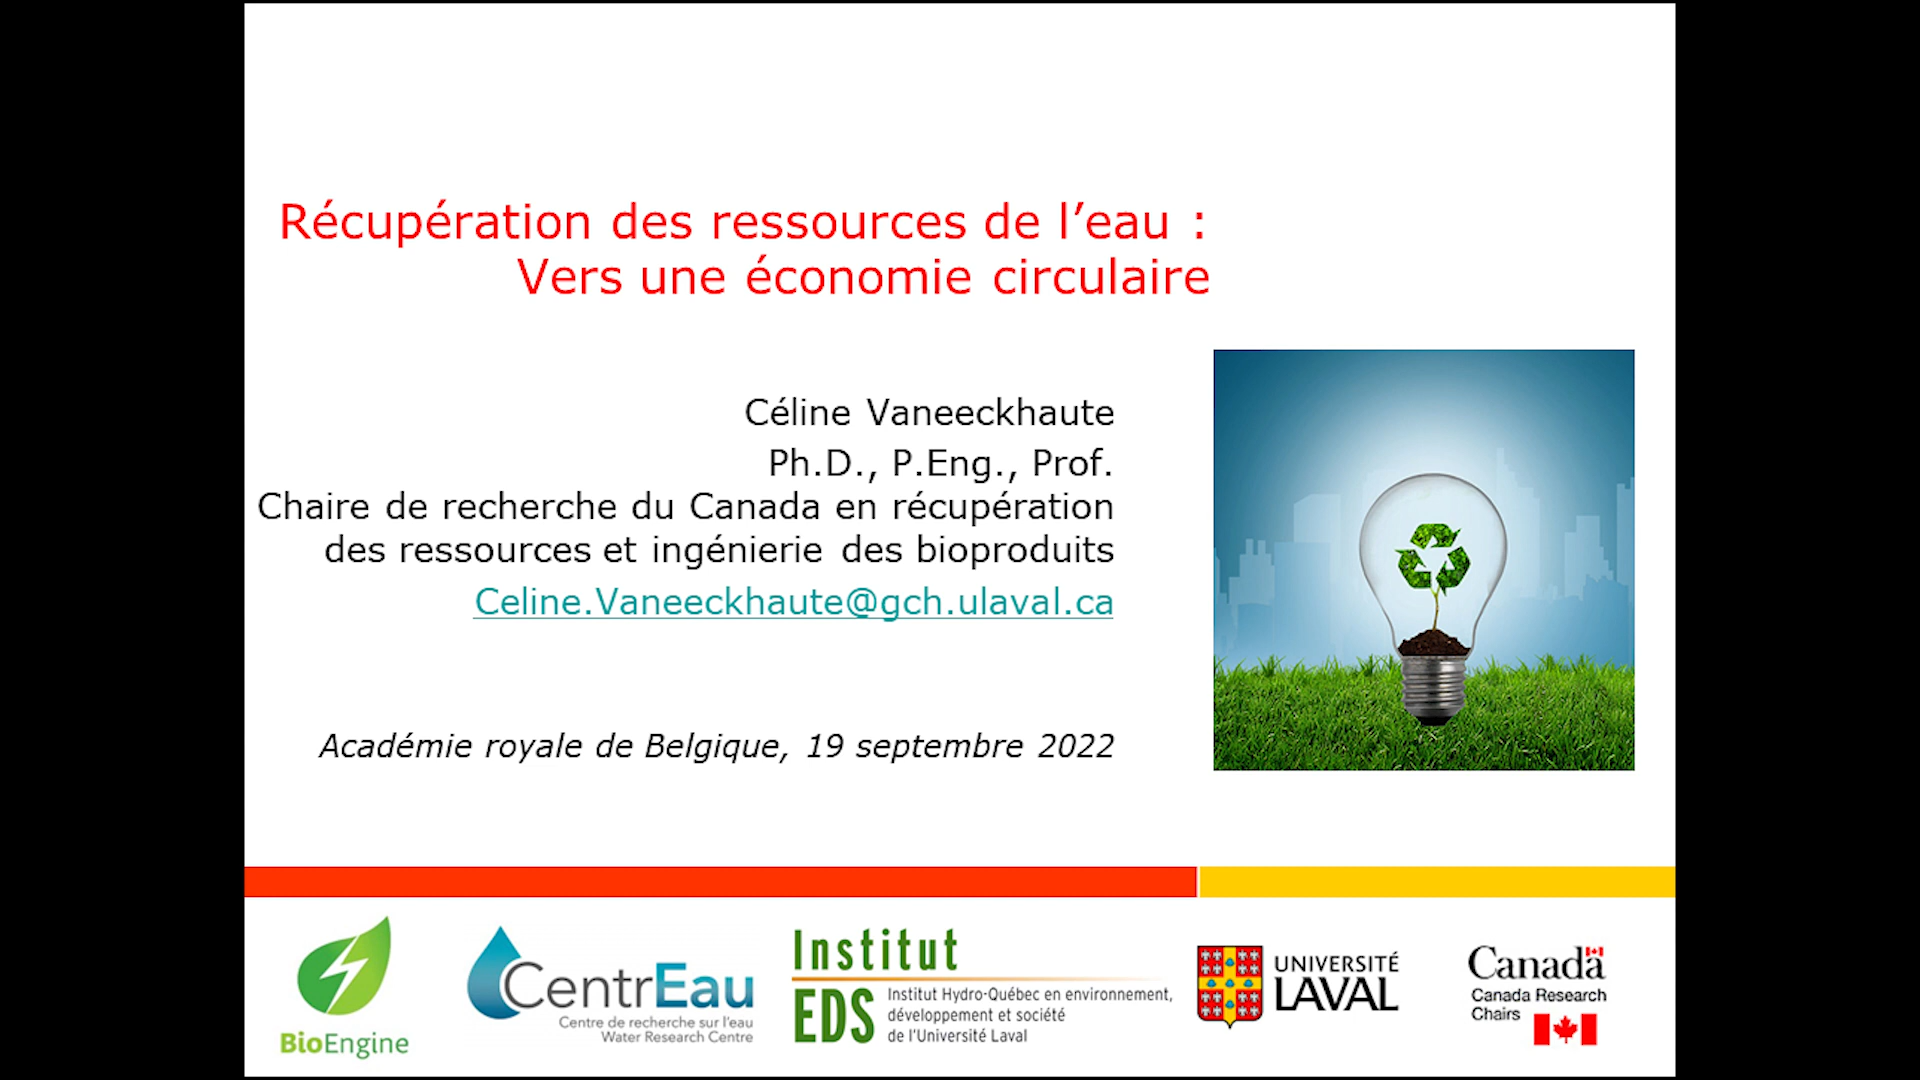 Récupération des ressources de l’eau :
Vers une économie circulaire
Céline Vaneeckhaute
Ph.D., P.Eng., Prof.
Chaire de recherche du Canada en récupération
des ressources et ingénierie des bioproduits
Celine.Vaneeckhaute@gch.ulaval.ca
Académie royale de Belgique, 19 septembre 2022
BioEngine
CentrEau
Centre de recherche sur l'eau
Water Research Centre
Institut
EDS
Institut Hydro-Québec en environnement,
développement et société
de l'Université Laval
UNIVERSITÉ
LAVAL
Canada
Canada Research
Chairs